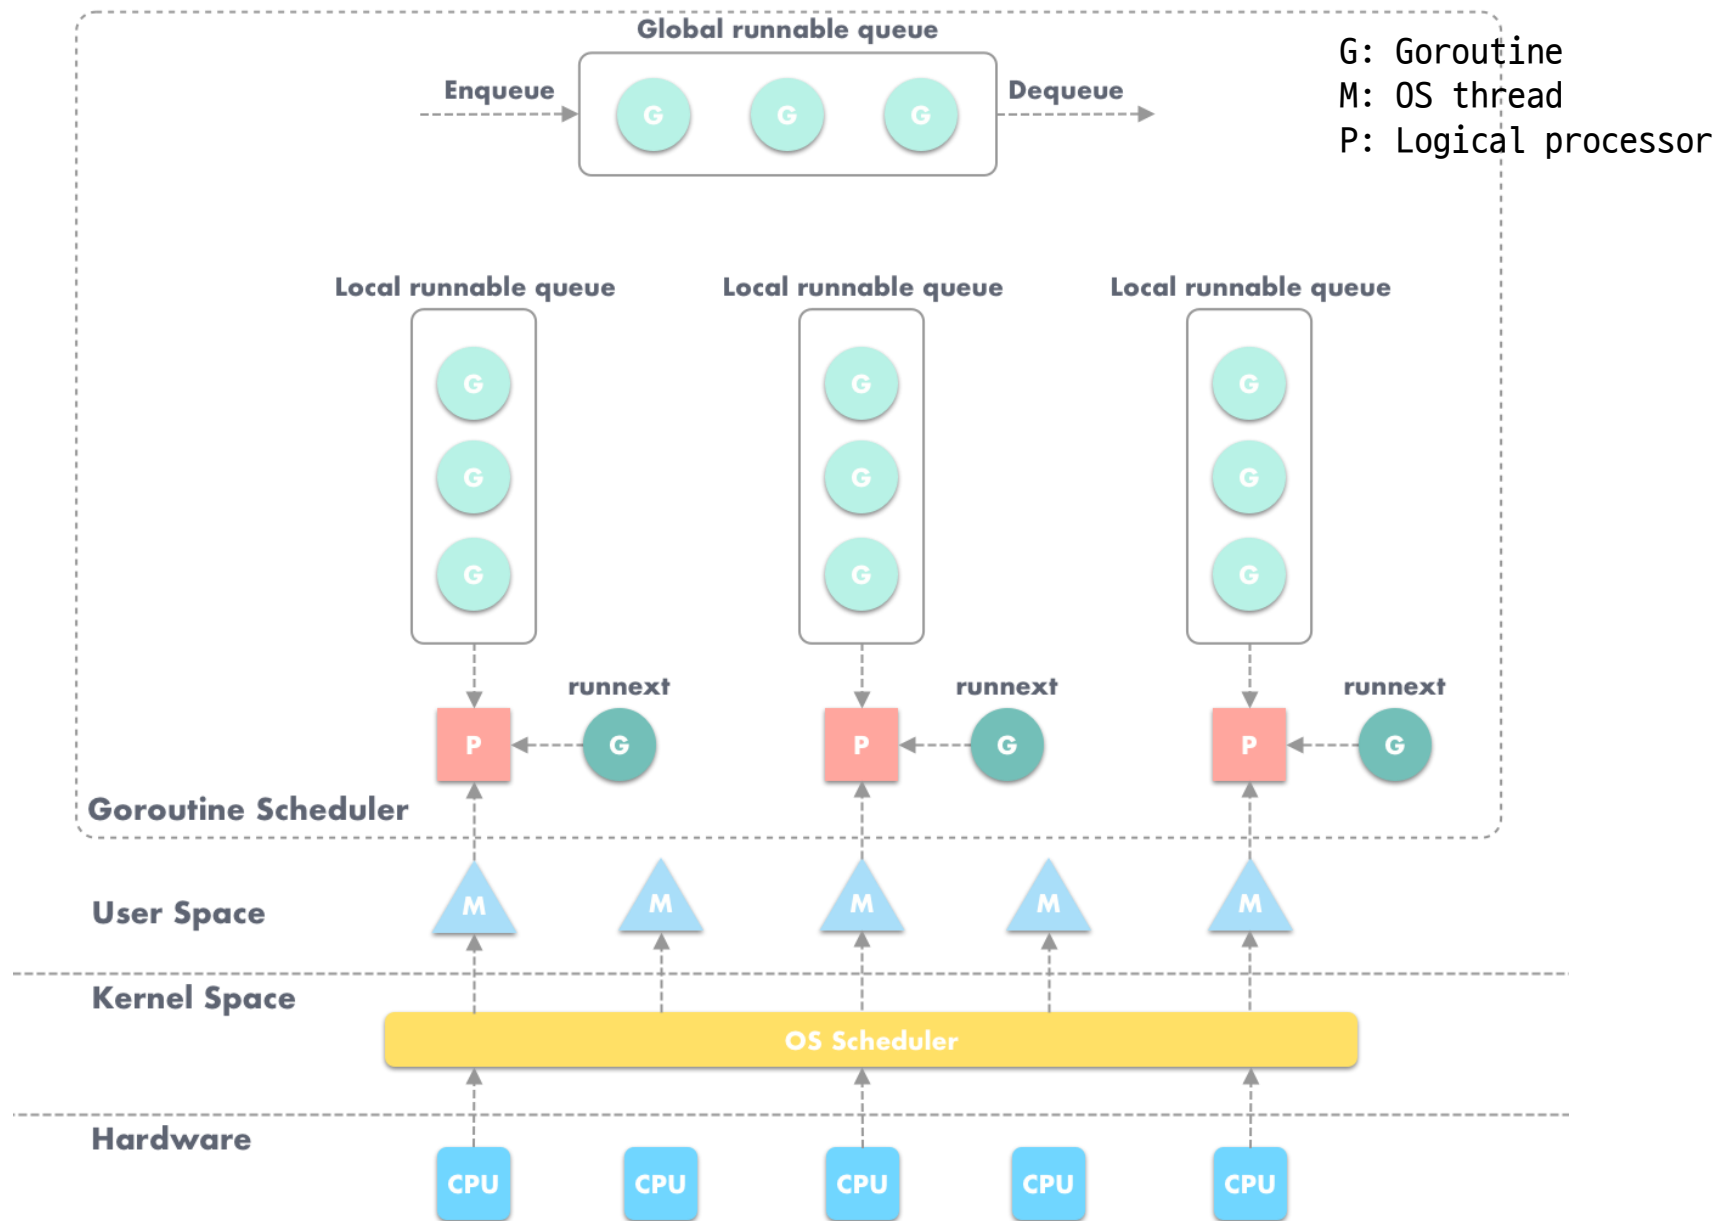 Global runnable queue
G: Goroutine
M: OS thread
P: Logical processor
Enqueue
G G G
Dequeue
Local runnable queue
Local runnable queue
Local runnable queue
G G G
G G G
G G G
runnext runnext runnext
P G P G P G
Goroutine Scheduler
User Space
M M M M M
Kernel Space
OS Scheduler
Hardware
CPU CPU CPU CPU CPU